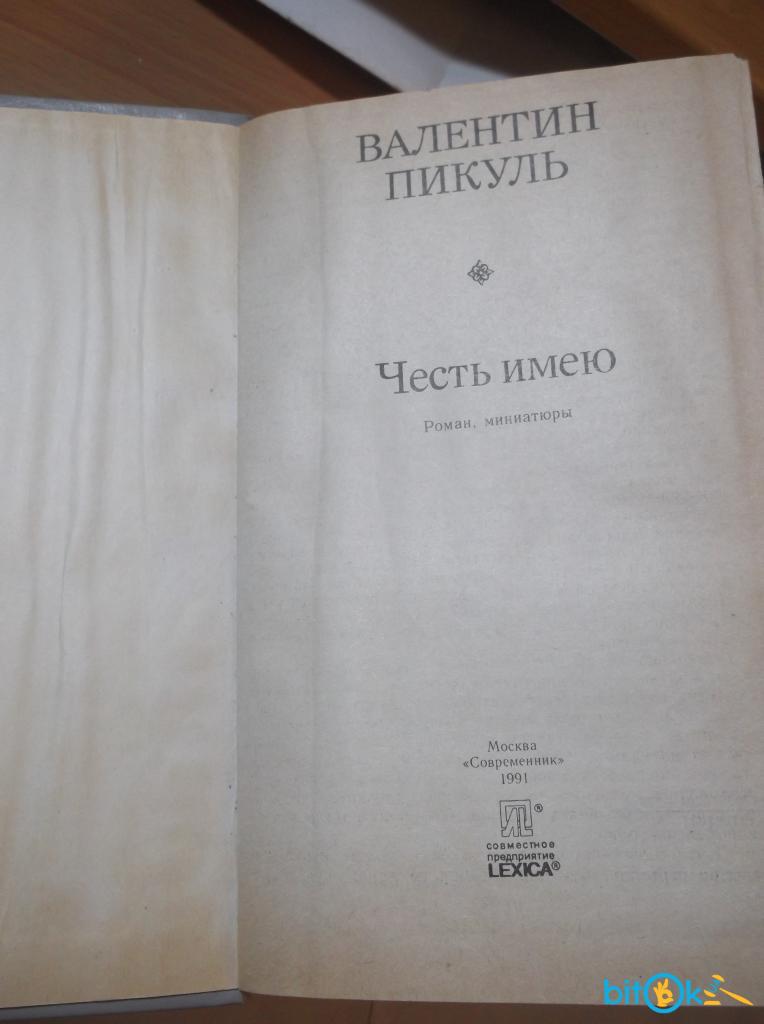 ВАЛЕНТИН
ПИКУЛЬ
Честь имею
Роман, миниатюры
Москва
«Современник»
1991
®
совместное
предприятие
LEXICA®
bitOk